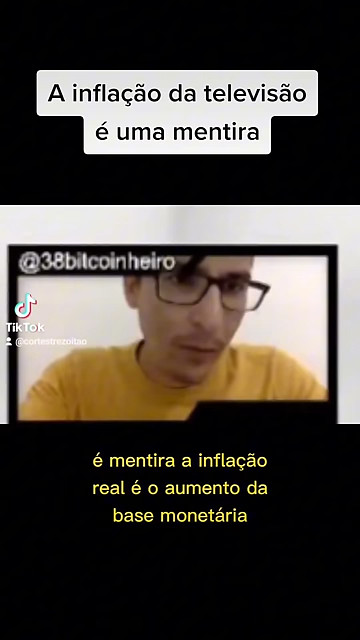 A inflação da televisão
é uma mentira
@38bitcoinheiro
TikTok
@cortestrezoitao
é mentira a inflação
real é o aumento da
base monetária